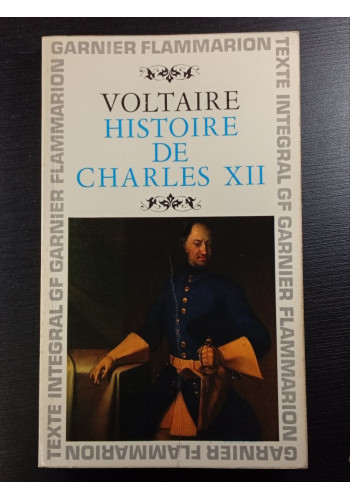 GARNIER FLAMMARION
VOLTAIRE
HISTOIRE
DE
CHARLES XII
TEXTE INTEGRAL GF GARNIER FLAMMARION
TEXTE INTEGRAL GF GARNIER FLAMMARION
GARNIER FLAMMARION